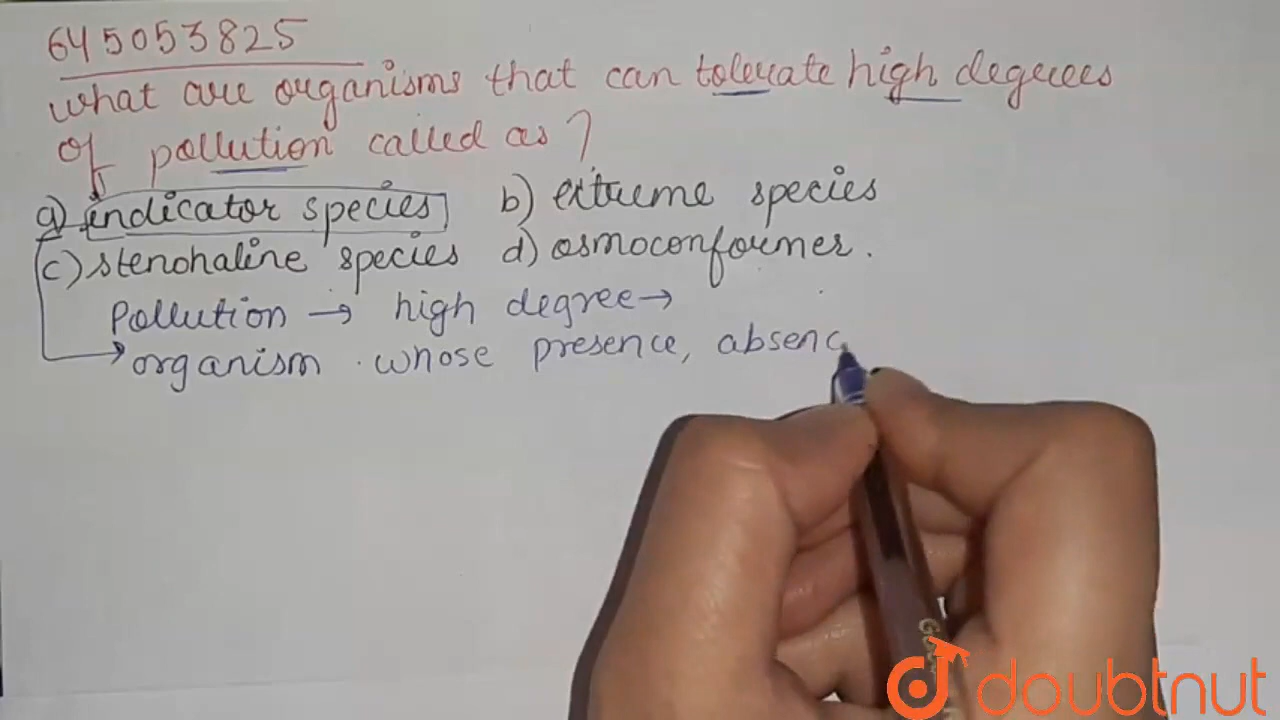 645053825
what are organisms that can tolerate high degrees
of pollution called as ?
a) indicator species b) extreme species
c) stenohaline species d) osmoconformer.
Pollution → high degree →
organism whose presence, absenc
doubtnut